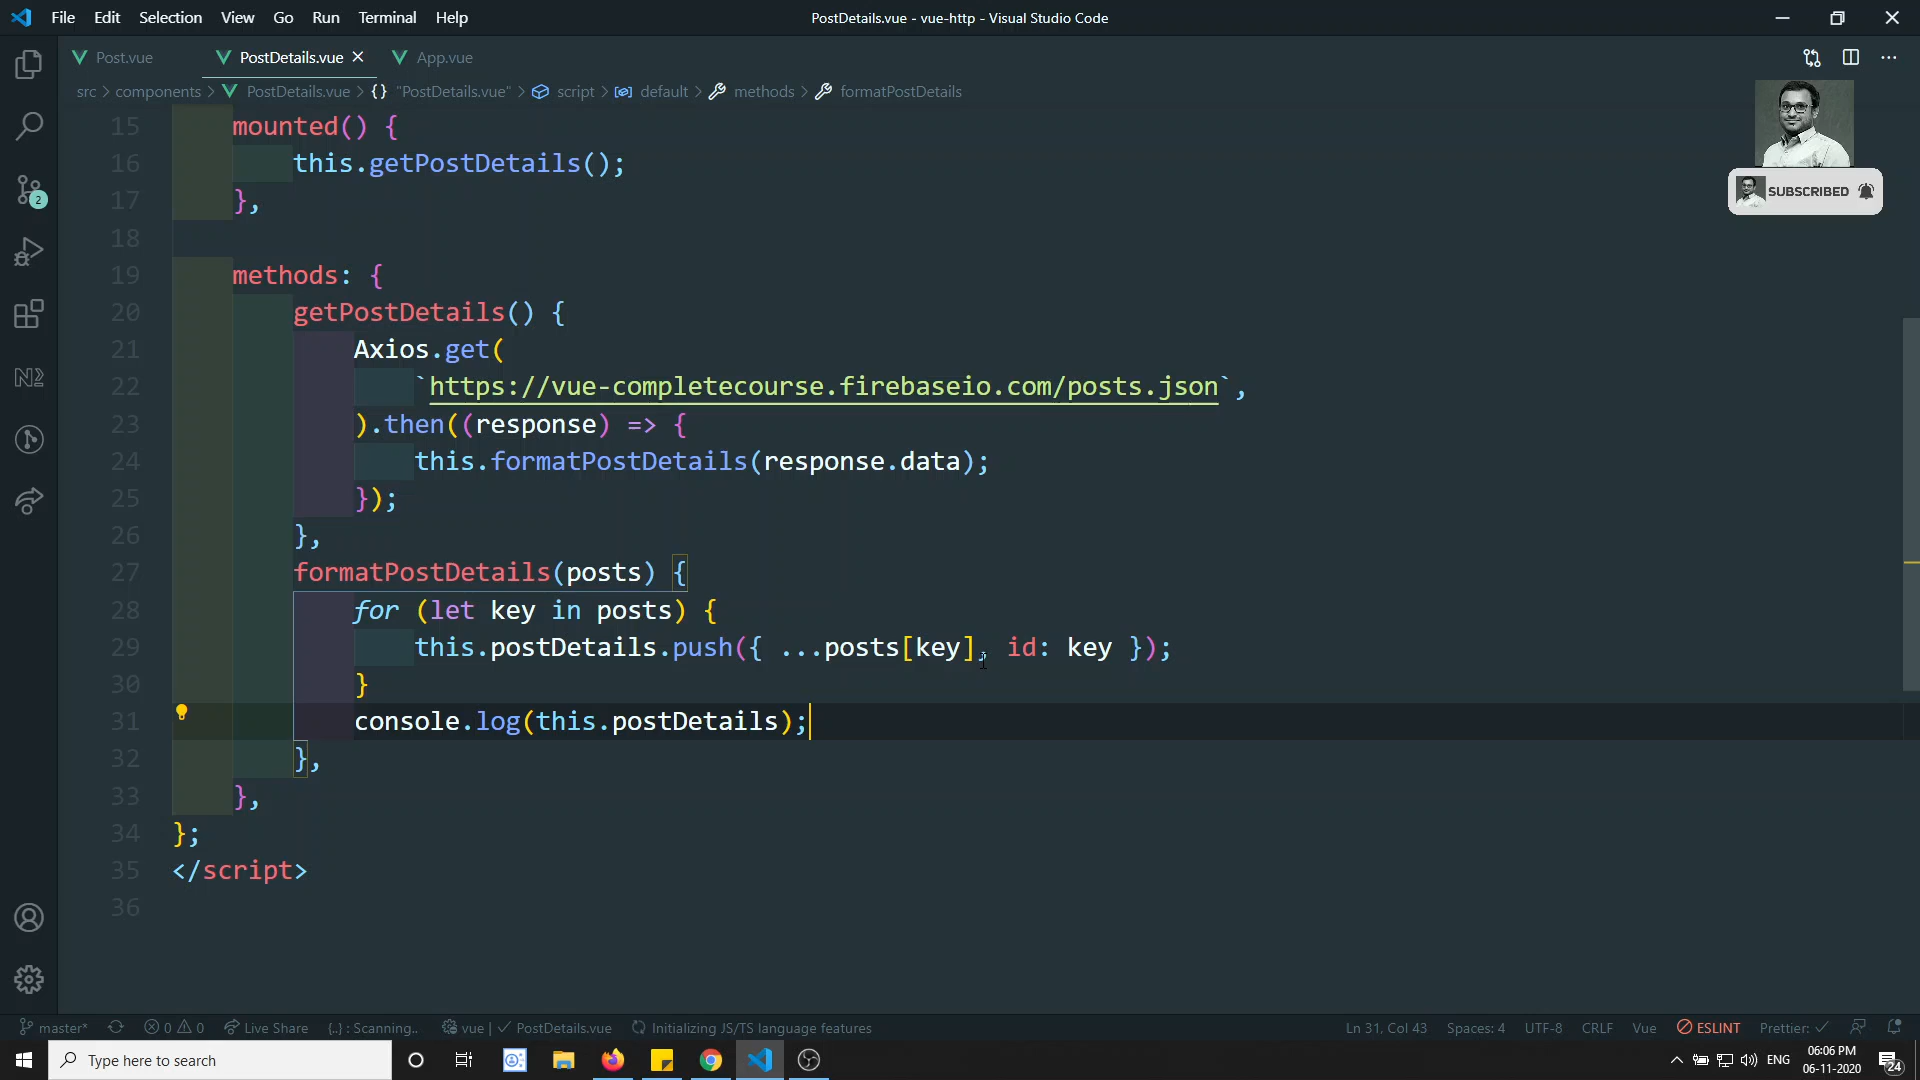 File Edit Selection View Go Run Terminal Help
PostDetails.vue - vue-http - Visual Studio Code
Post.vue PostDetails.vue App.vue
src > components > PostDetails.vue > {} "PostDetails.vue" > script > default > methods > formatPostDetails
SUBSCRIBED
15 mounted() {
16 this.getPostDetails();
17 },
18
19 methods: {
20 getPostDetails() {
21 Axios.get(
22 `https://vue-completecourse.firebaseio.com/posts.json`,
23 ).then((response) => {
24 this.formatPostDetails(response.data);
25 });
26 },
27 formatPostDetails(posts) {
28 for (let key in posts) {
29 this.postDetails.push({ ...posts[key], id: key });
30 }
31 console.log(this.postDetails);
32 },
33 },
34 };
35 </script>
36
2
master* 0 0 Live Share {..} : Scanning.. vue | PostDetails.vue Initializing JS/TS language features
Ln 31, Col 43 Spaces: 4 UTF-8 CRLF Vue ESLINT Prettier:
Type here to search
ENG
06:06 PM
06-11-2020
24